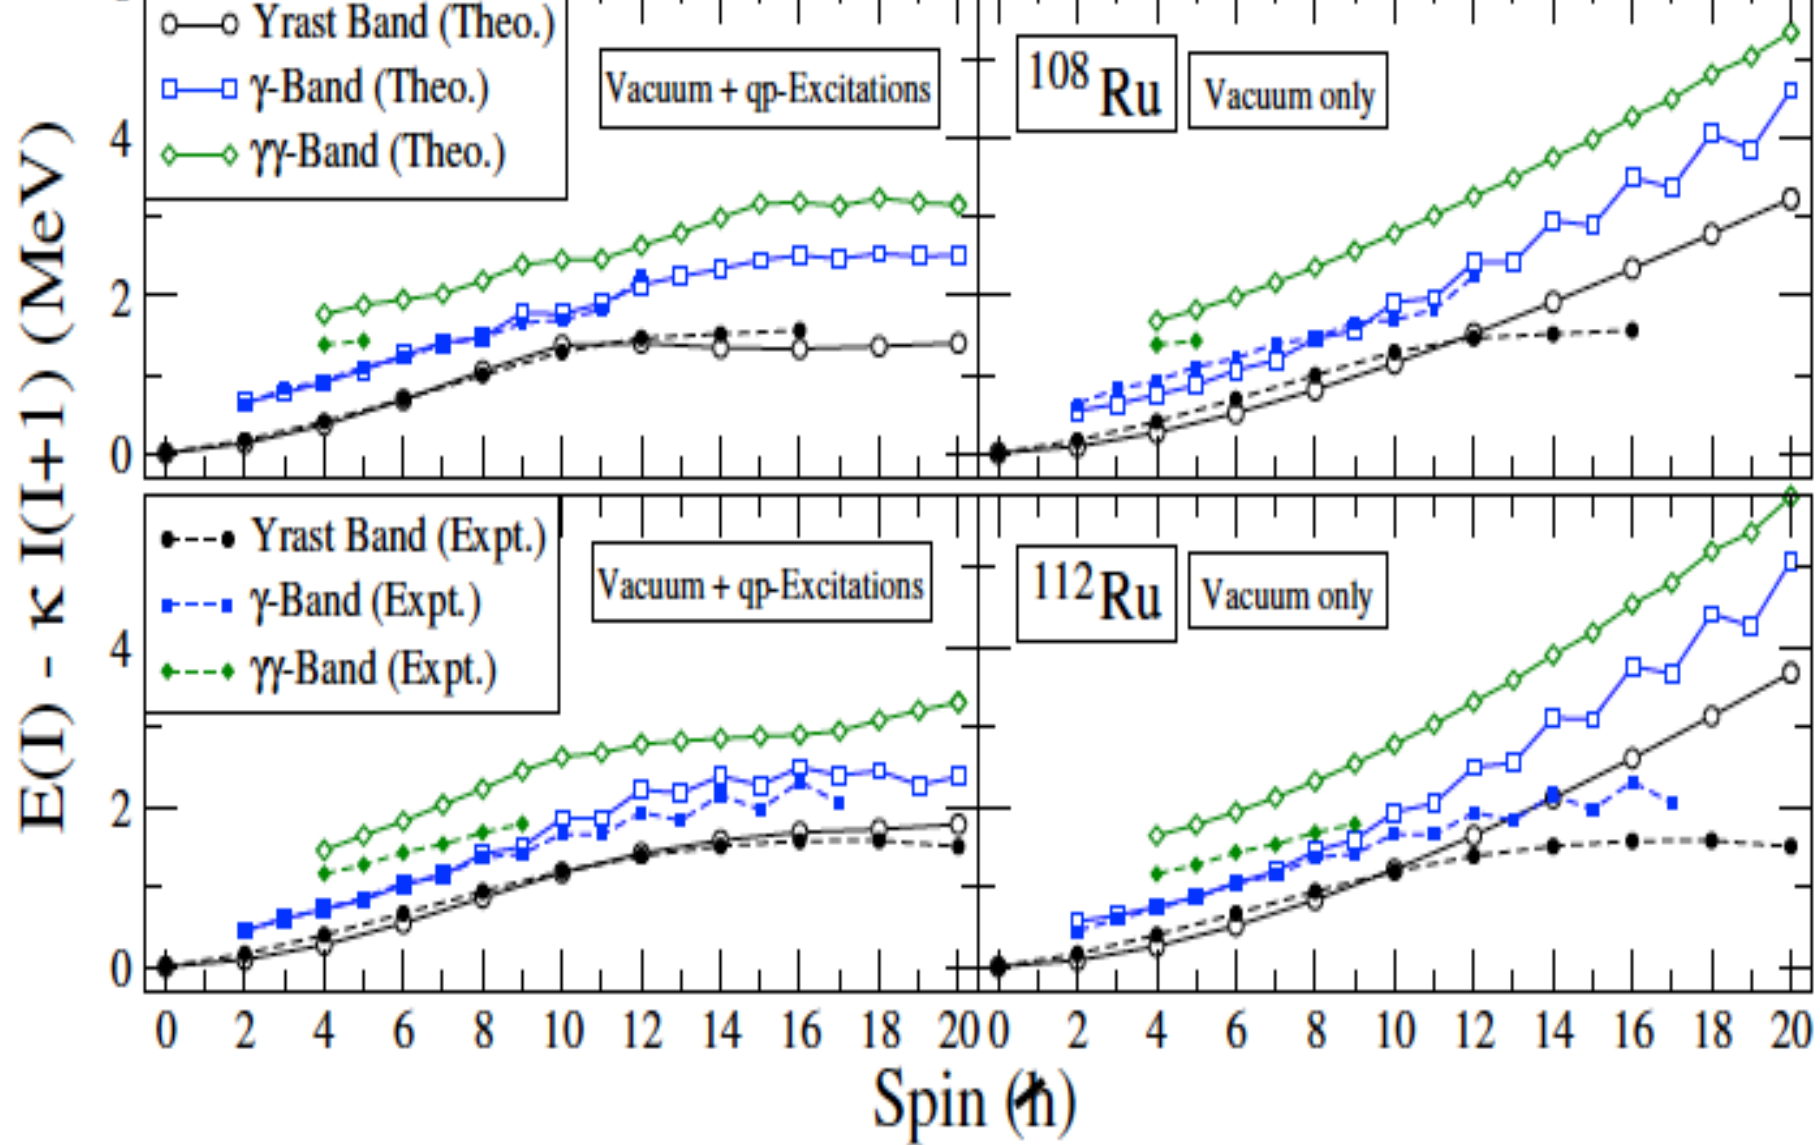 E(I) - κ I(I+1) (MeV)
Yrast Band (Theo.)
γ-Band (Theo.)
γγ-Band (Theo.)
Vacuum + qp-Excitations
108Ru
Vacuum only
4
2
0
Yrast Band (Expt.)
γ-Band (Expt.)
γγ-Band (Expt.)
Vacuum + qp-Excitations
112Ru
Vacuum only
4
2
0
0 2 4 6 8 10 12 14 16 18 20 0 2 4 6 8 10 12 14 16 18 20
Spin (ħ)